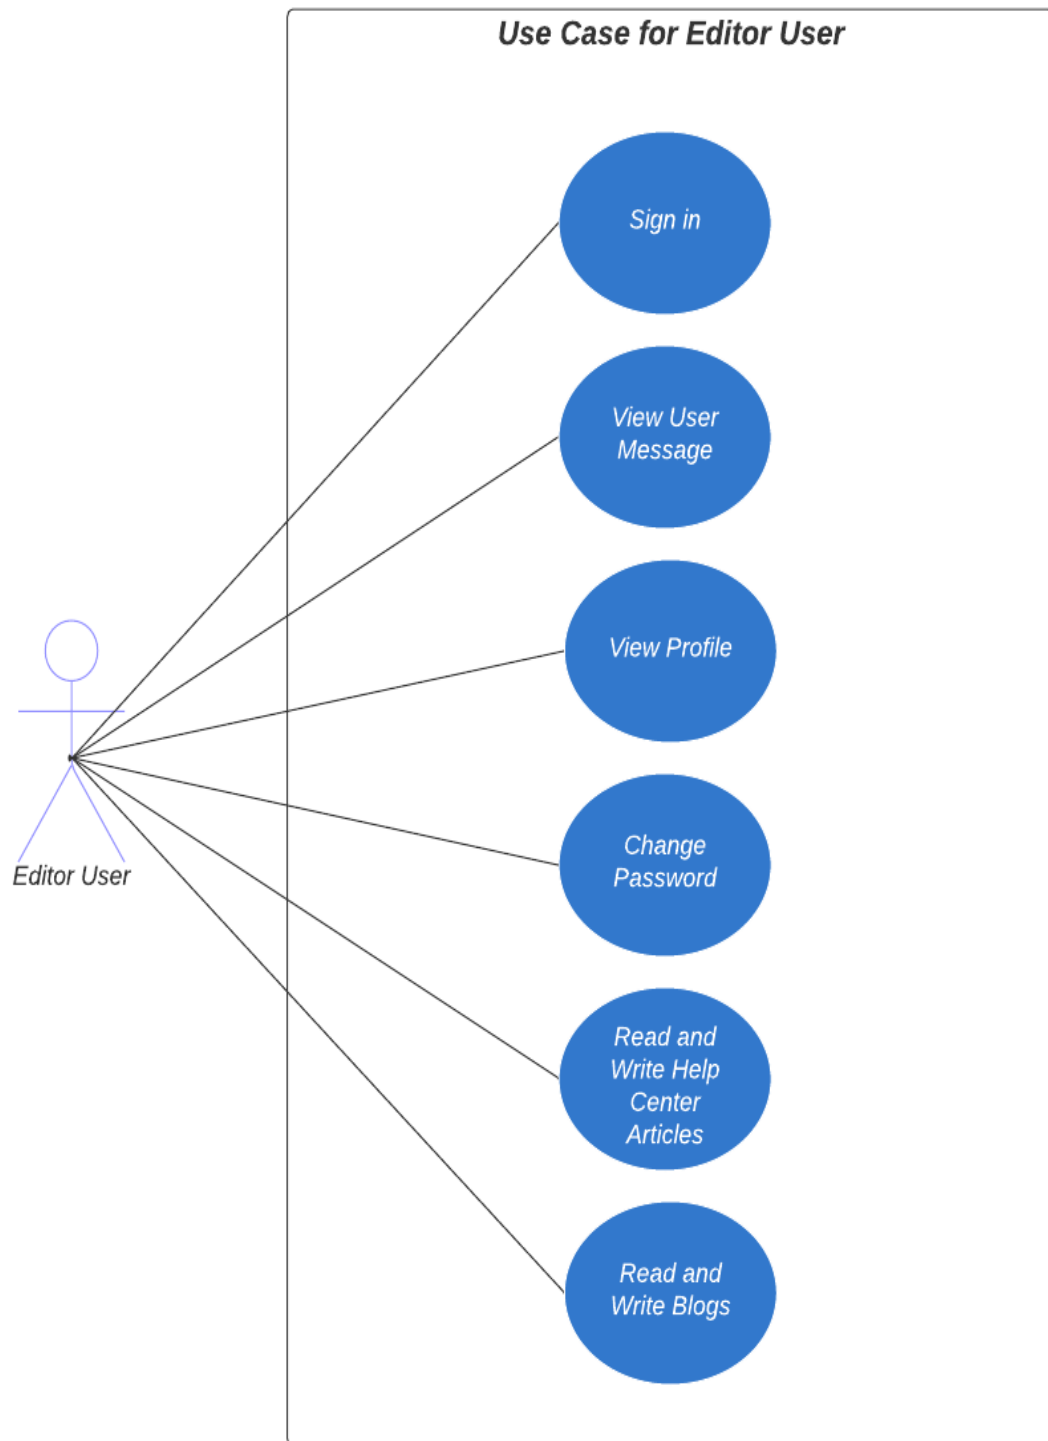 Use Case for Editor User
Sign in
View User
Message
View Profile
Change
Password
Editor User
Read and
Write Help
Center
Articles
Read and
Write Blogs